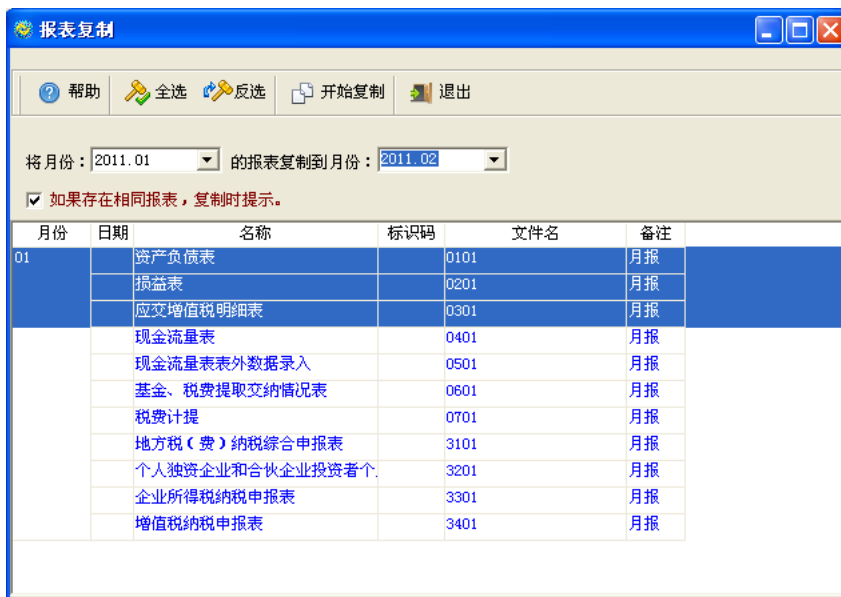 报表复制
帮助 全选 反选 开始复制 退出
将月份：2011.01 的报表复制到月份：2011.02
如果存在相同报表，复制时提示。
月份 日期 名称 标识码 文件名 备注
01 资产负债表 0101 月报
损益表 0201 月报
应交增值税明细表 0301 月报
现金流量表 0401 月报
现金流量表表外数据录入 0501 月报
基金、税费提取交纳情况表 0601 月报
税费计提 0701 月报
地方税（费）纳税综合申报表 3101 月报
个人独资企业和合伙企业投资者个. 3201 月报
企业所得税纳税申报表 3301 月报
增值税纳税申报表 3401 月报